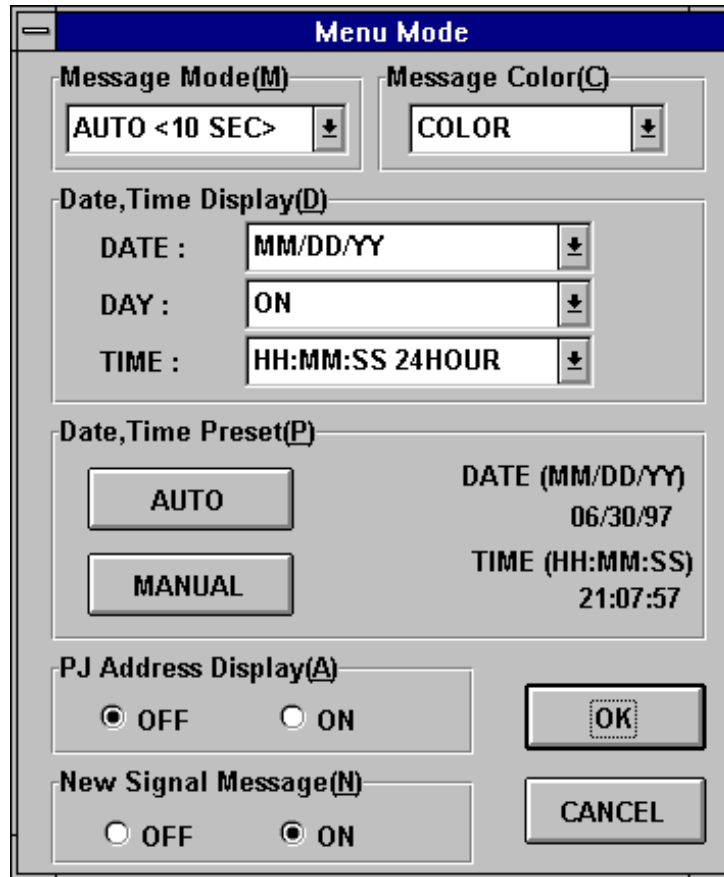 Menu Mode
Message Mode(M)
AUTO <10 SEC>
Message Color(C)
COLOR
Date,Time Display(D)
DATE : MM/DD/YY
DAY : ON
TIME : HH:MM:SS 24HOUR
Date,Time Preset(P)
AUTO
MANUAL
DATE (MM/DD/YY)
06/30/97
TIME (HH:MM:SS)
21:07:57
PJ Address Display(A)
OFF ON
New Signal Message(N)
OFF ON
OK
CANCEL